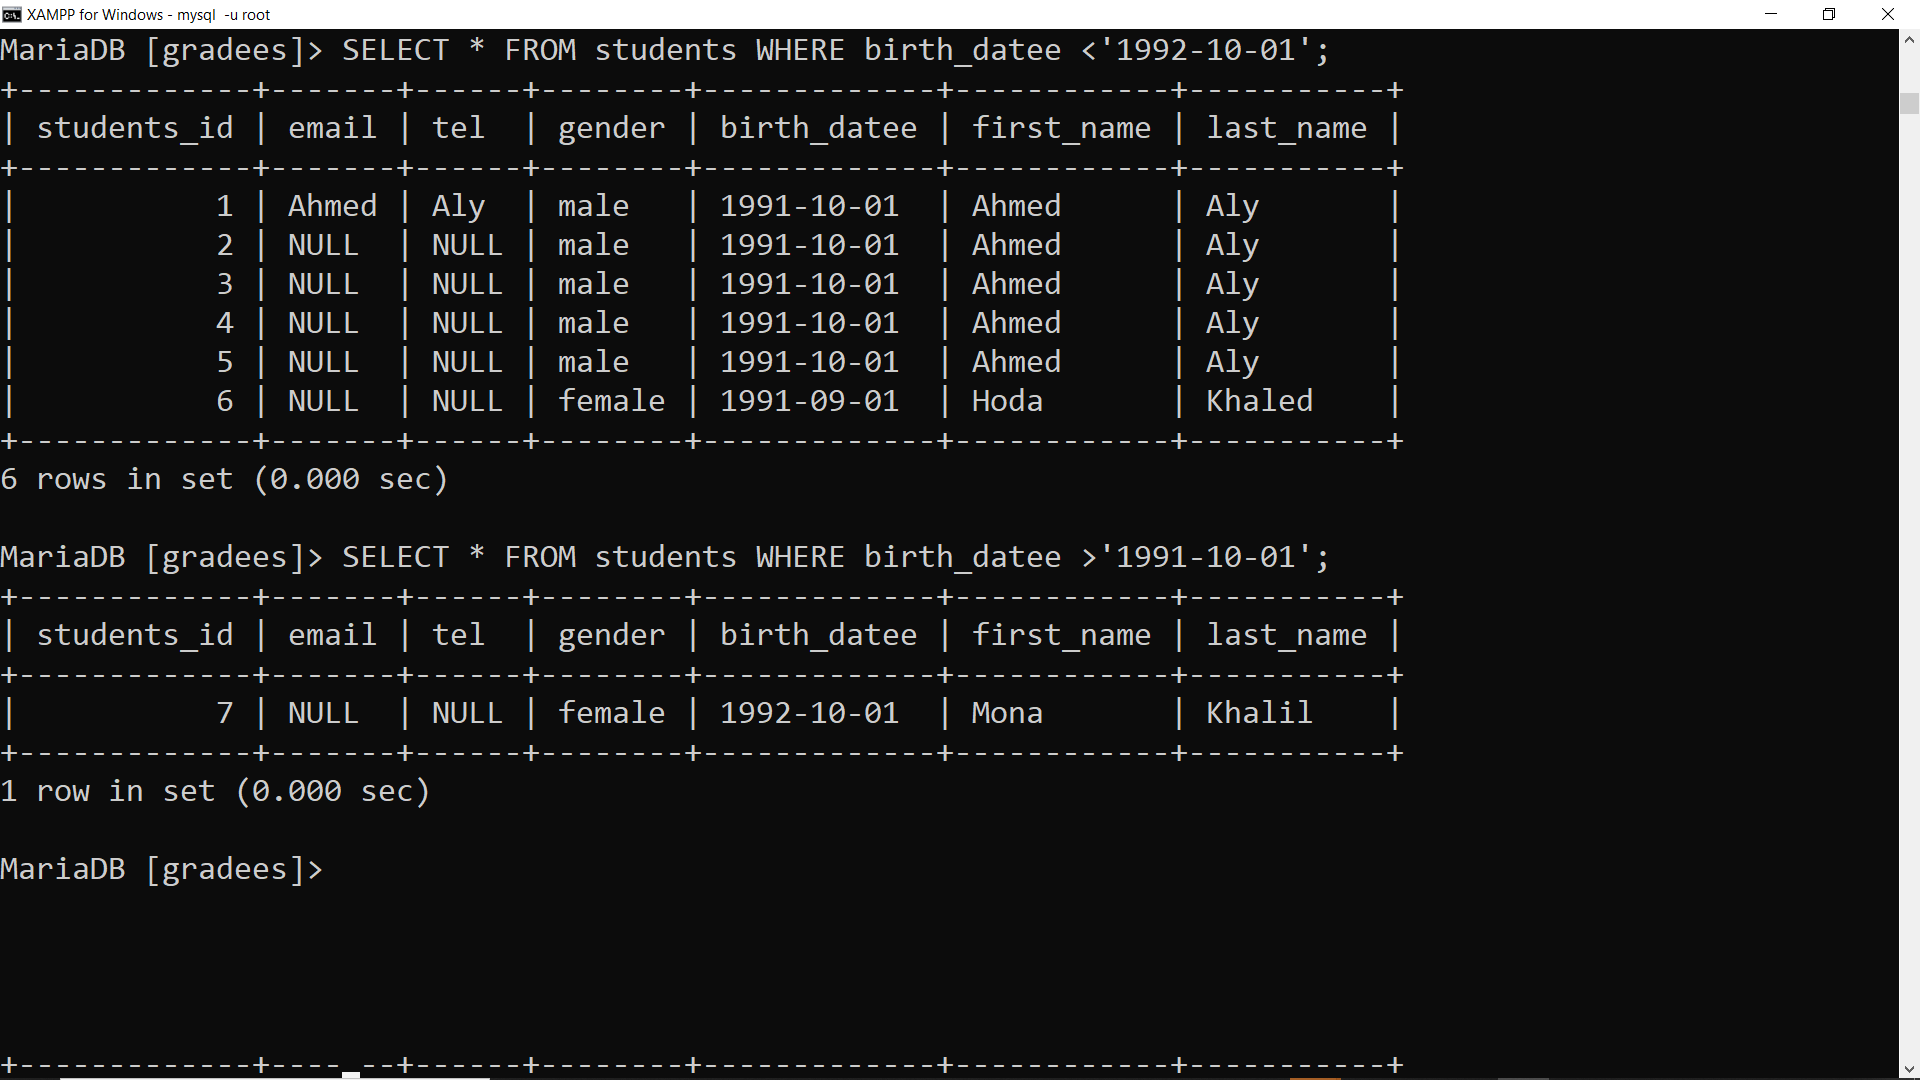 XAMPP for Windows - mysql  -u root
MariaDB [gradees]> SELECT * FROM students WHERE birth_datee <'1992-10-01';
+-------------+-------+------+--------+-------------+------------+-----------+
| students_id | email | tel  | gender | birth_datee | first_name | last_name |
+-------------+-------+------+--------+-------------+------------+-----------+
|           1 | Ahmed | Aly  | male   | 1991-10-01  | Ahmed      | Aly       |
|           2 | NULL  | NULL | male   | 1991-10-01  | Ahmed      | Aly       |
|           3 | NULL  | NULL | male   | 1991-10-01  | Ahmed      | Aly       |
|           4 | NULL  | NULL | male   | 1991-10-01  | Ahmed      | Aly       |
|           5 | NULL  | NULL | male   | 1991-10-01  | Ahmed      | Aly       |
|           6 | NULL  | NULL | female | 1991-09-01  | Hoda       | Khaled    |
+-------------+-------+------+--------+-------------+------------+-----------+
6 rows in set (0.000 sec)
MariaDB [gradees]> SELECT * FROM students WHERE birth_datee >'1991-10-01';
+-------------+-------+------+--------+-------------+------------+-----------+
| students_id | email | tel  | gender | birth_datee | first_name | last_name |
+-------------+-------+------+--------+-------------+------------+-----------+
|           7 | NULL  | NULL | female | 1992-10-01  | Mona       | Khalil    |
+-------------+-------+------+--------+-------------+------------+-----------+
1 row in set (0.000 sec)
MariaDB [gradees]>
+-------------+----_--+------+--------+-------------+------------+-----------+